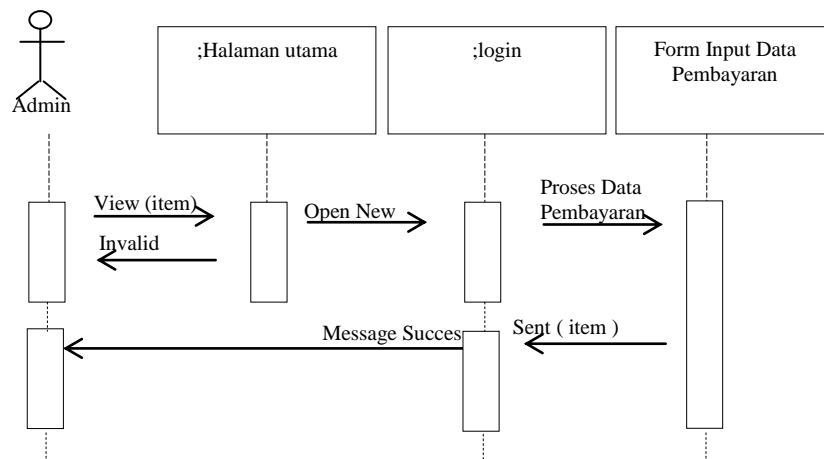 Admin
;Halaman utama
;login
Form Input Data
Pembayaran
View (item)
Open New
Proses Data
Pembayaran
Invalid
Message Succes
Sent ( item )